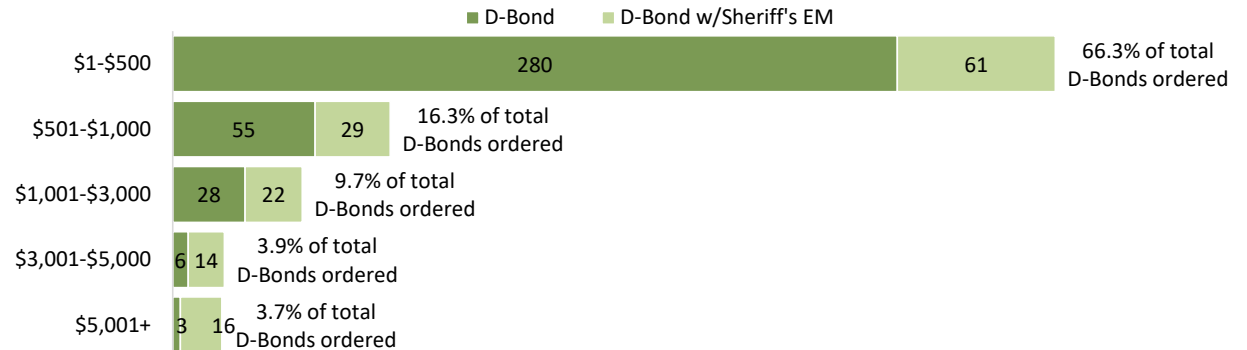 D-Bond D-Bond w/Sheriff's EM
$1-$500 280 61 66.3% of total
D-Bonds ordered
$501-$1,000 55 29 16.3% of total
D-Bonds ordered
$1,001-$3,000 28 22 9.7% of total
D-Bonds ordered
$3,001-$5,000 6 14 3.9% of total
D-Bonds ordered
$5,001+ 3 16 3.7% of total
D-Bonds ordered